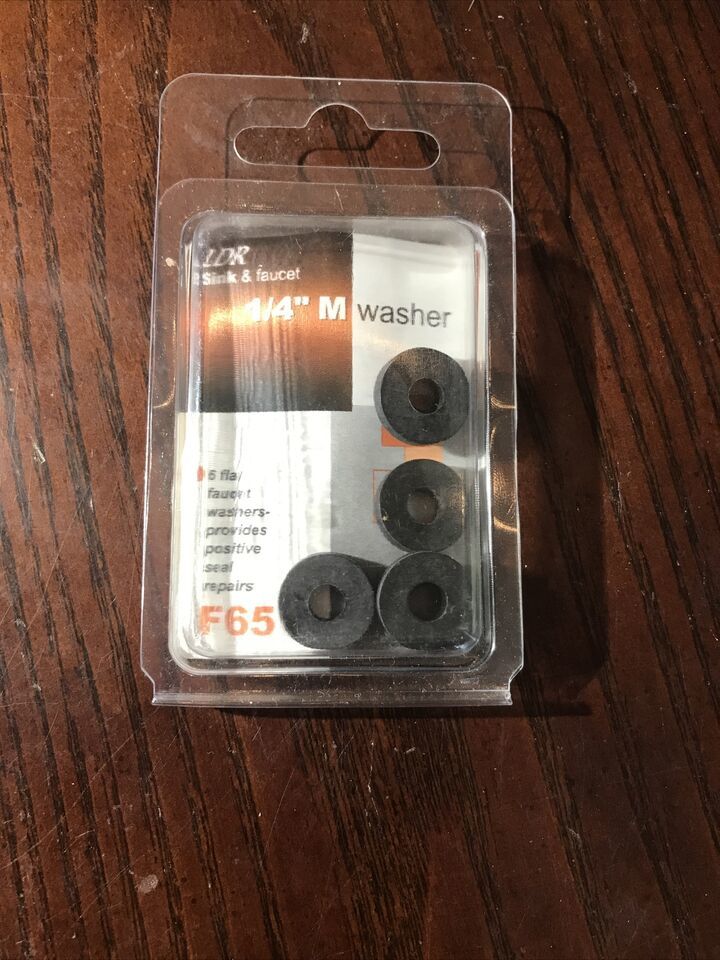 LDR
Sink & faucet
1/4" M washer
6 flat
faucet
washers-
provides
positive
seal
repairs
F65